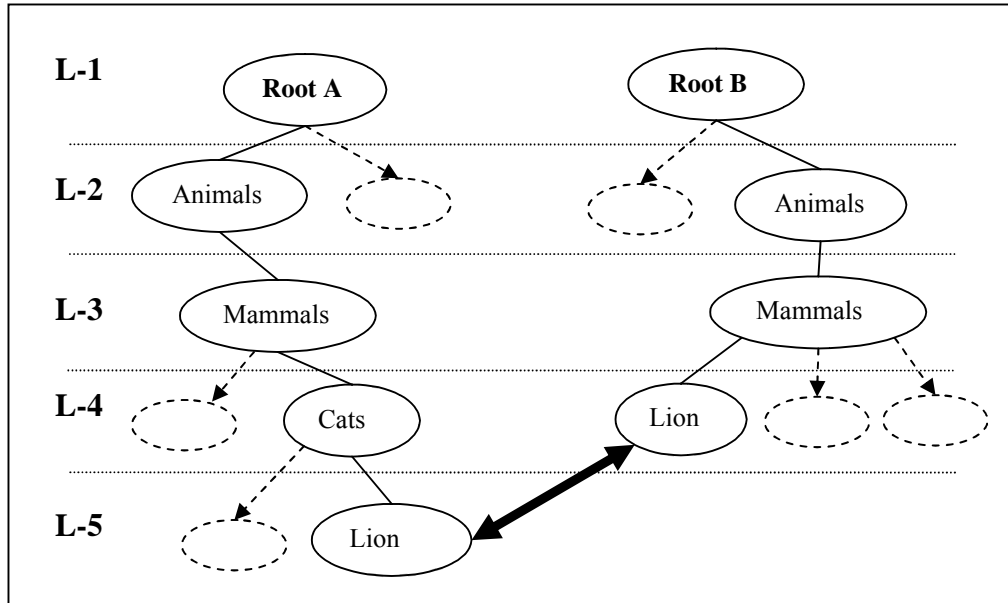 L-1
Root A
Root B
L-2
Animals
Animals
L-3
Mammals
Mammals
L-4
Cats
Lion
L-5
Lion